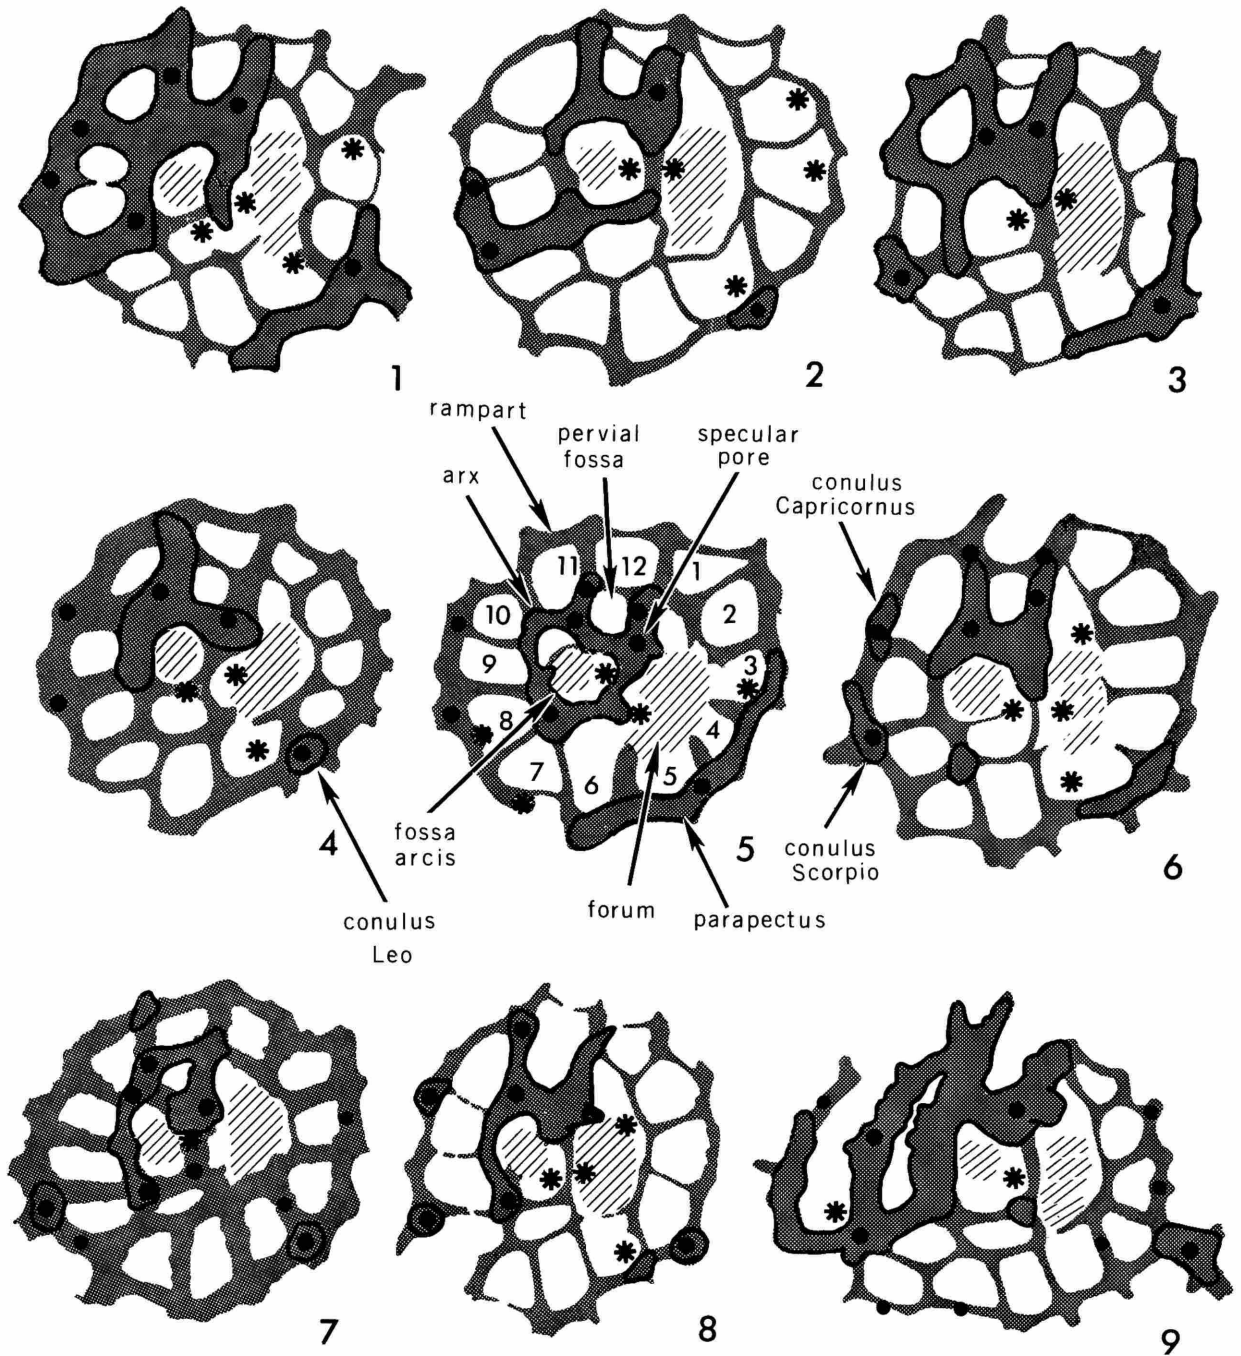 1
2
3
rampart
pervial
fossa
specular
pore
arx
conulus
Capricornus
11
12
1
10
2
9
3
8
4
7
6
5
4
fossa
arcis
5
conulus
Scorpio
6
forum
parapectus
conulus
Leo
7
8
9